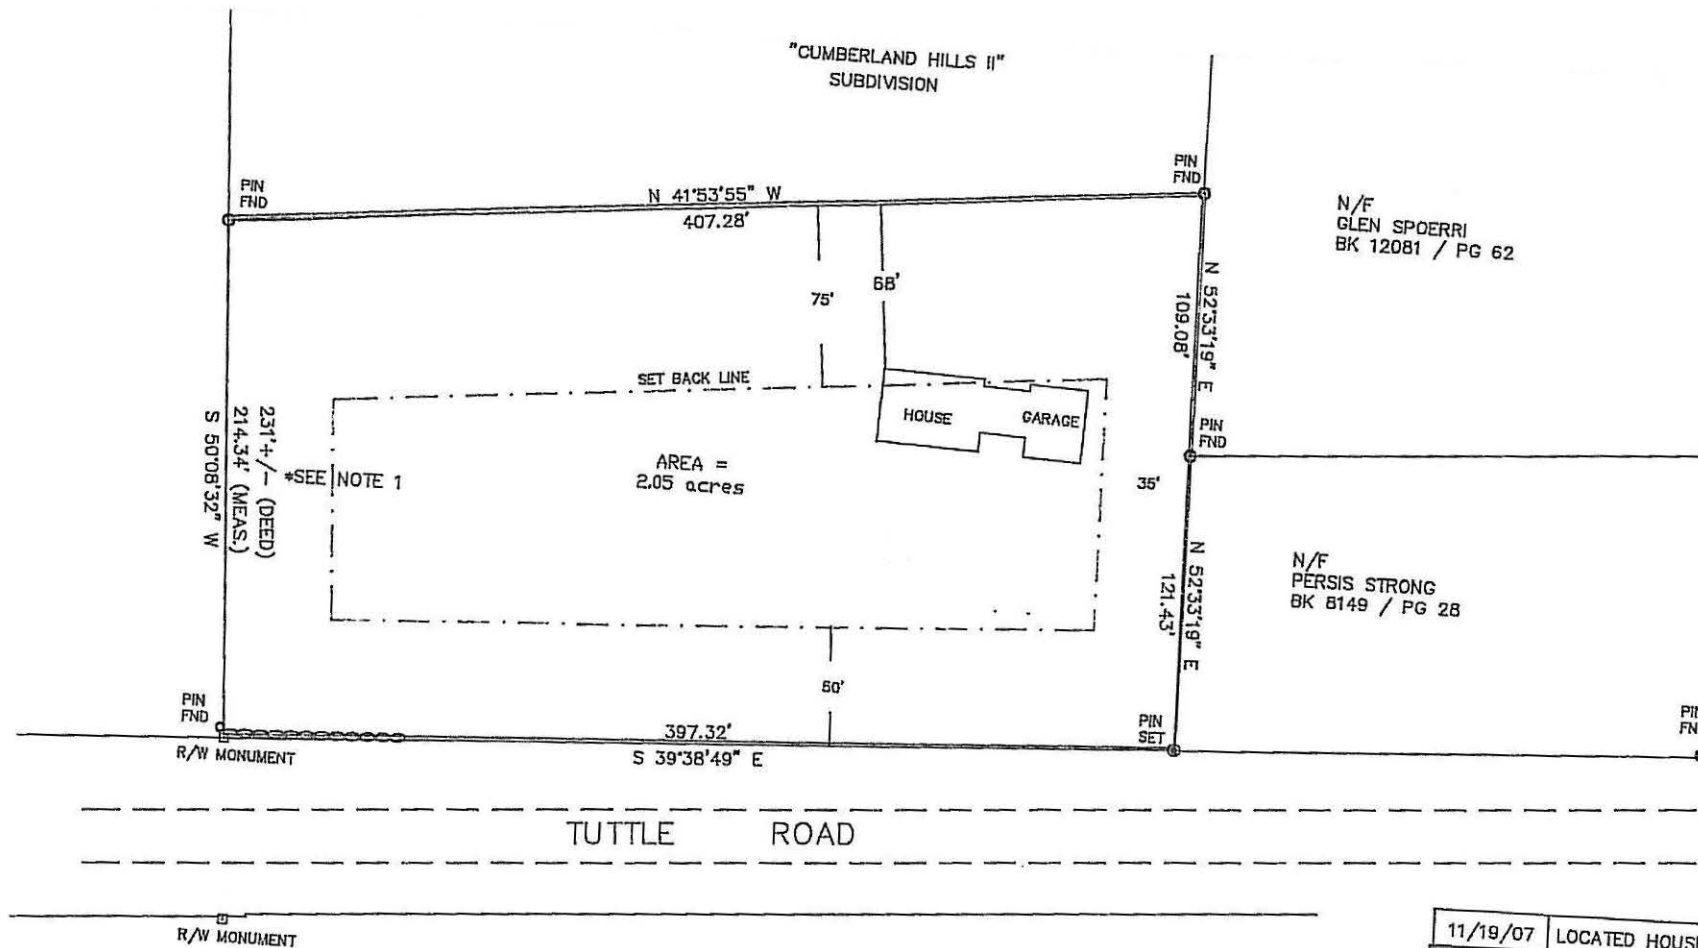 "CUMBERLAND HILLS II"
SUBDIVISION
PIN
FND
PIN
FND
N 41°53'55" W
407.28'
N/F
GLEN SPOERRI
BK 12081 / PG 62
N 52°33'19" E
109.08'
75'
68'
SET BACK LINE
HOUSE
GARAGE
PIN
FND
231'+/- (DEED)
214.34' (MEAS.)
S 50°08'32" W
*SEE NOTE 1
AREA =
2.05 acres
35'
N 52°33'19" E
121.43'
N/F
PERSIS STRONG
BK 8149 / PG 28
50'
PIN
FND
R/W MONUMENT
397.32'
S 39°38'49" E
PIN
SET
TUTTLE ROAD
R/W MONUMENT
11/19/07 LOCATED